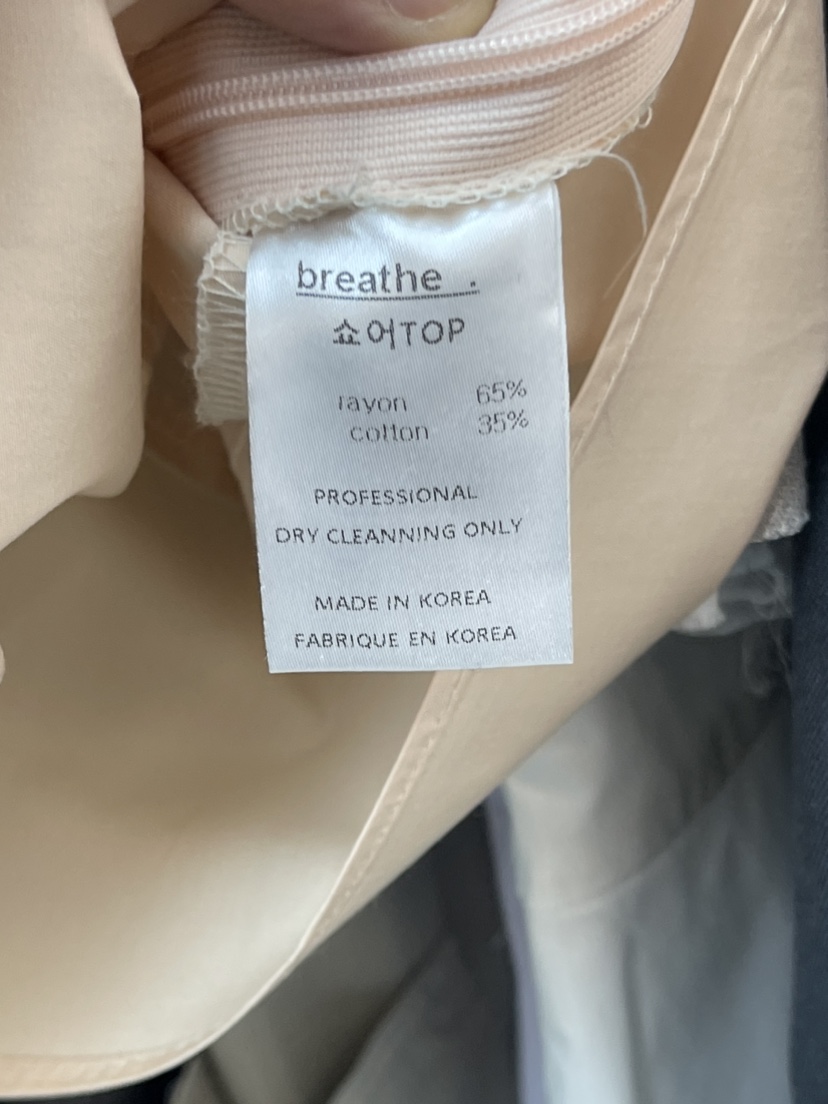 breathe .
쇼어TOP
rayon 65%
cotton 35%
PROFESSIONAL
DRY CLEANNING ONLY
MADE IN KOREA
FABRIQUE EN KOREA